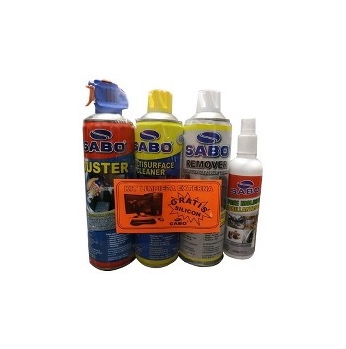 SABO
DUSTER
SABO
MULTISURFACE
CLEANER
SABO
REMOVER
SABO
KIT LIMPIEZA EXTERNA
GRATIS
SILICON
SABO